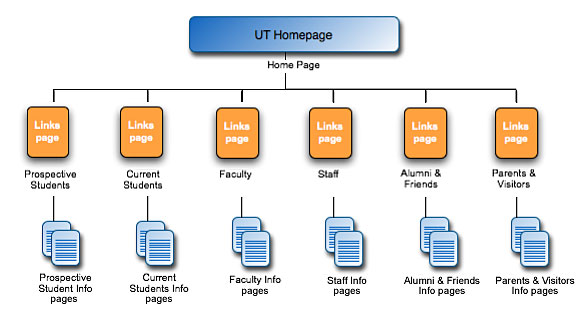 UT Homepage
Home Page
Links page
Links page
Links page
Links page
Links page
Links page
Prospective Students
Current Students
Faculty
Staff
Alumni & Friends
Parents & Visitors
Prospective Student Info pages
Current Students Info pages
Faculty Info pages
Staff Info pages
Alumni & Friends Info pages
Parents & Visitors Info pages